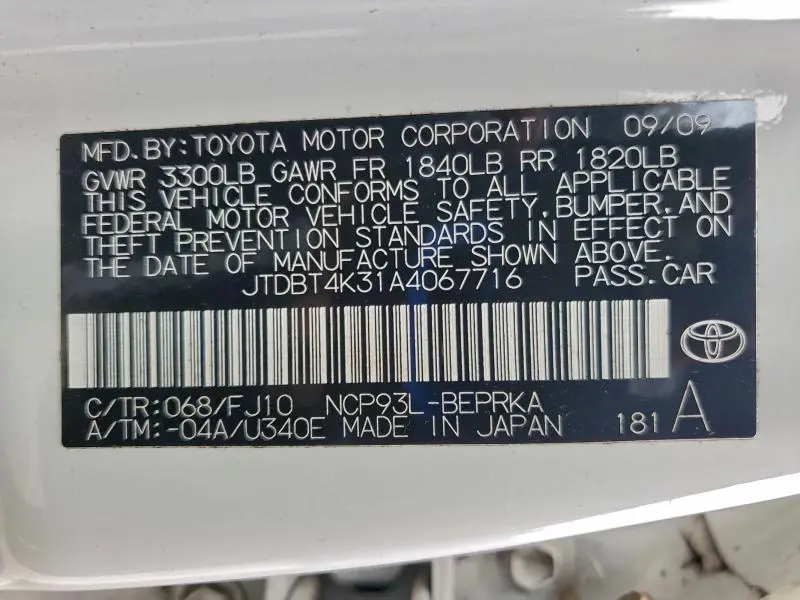 MFD. BY: TOYOTA MOTOR CORPORATION 09/09
GVWR 3300LB GAWR FR 1840LB RR 1820LB
THIS VEHICLE CONFORMS TO ALL APPLICABLE
FEDERAL MOTOR VEHICLE SAFETY, BUMPER, AND
THEFT PREVENTION STANDARDS IN EFFECT ON
THE DATE OF MANUFACTURE SHOWN ABOVE.
JTDBT4K31A4067716 PASS. CAR
C/TR: 068/FJ10 NCP93L-BEPRKA
A/TM: -04A/U340E MADE IN JAPAN 181 A